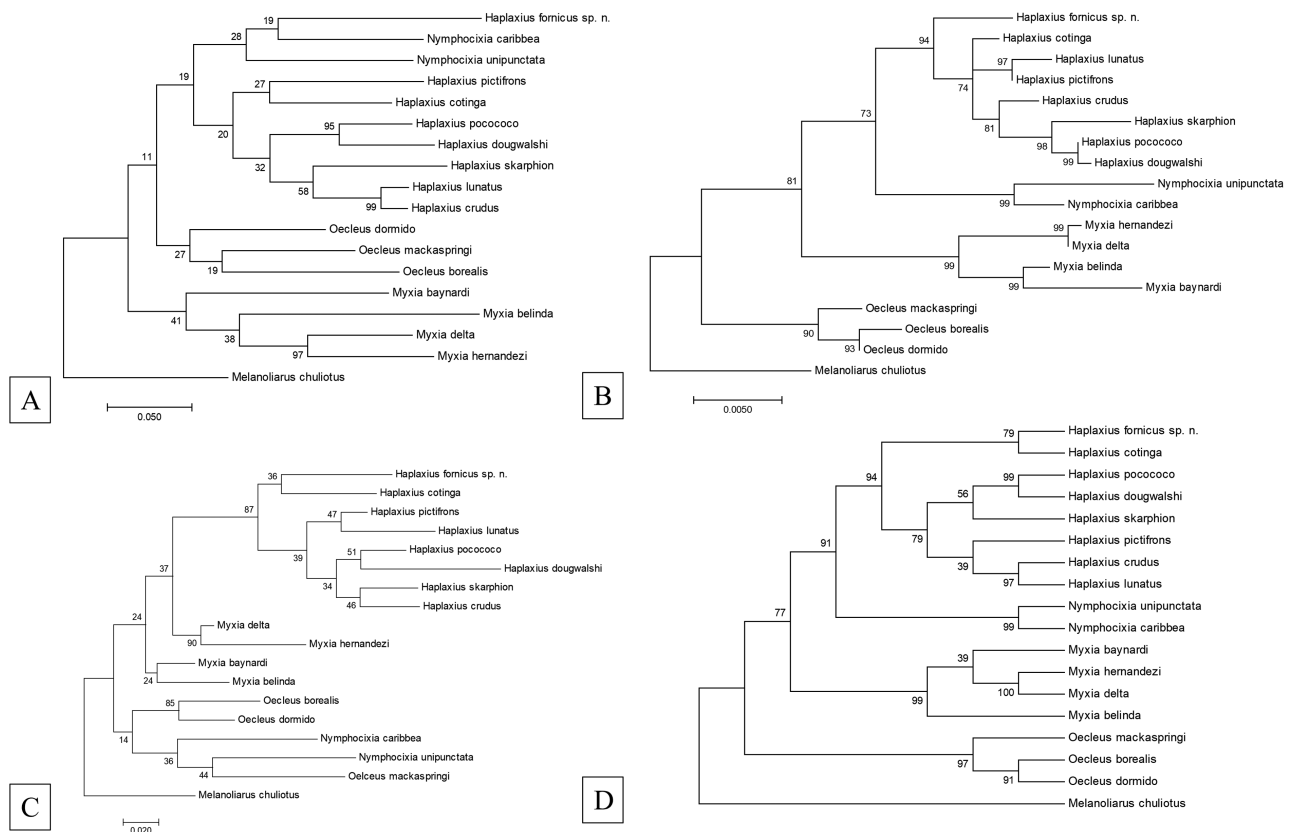 19 Haplaxius fornicus sp. n.
28 Nymphocixia caribbea
Nymphocixia unipunctata
19
27 Haplaxius pictifrons
Haplaxius cotinga
20
95 Haplaxius pocococo
Haplaxius dougwalshi
32
Haplaxius skarphion
58
Haplaxius lunatus
99 Haplaxius crudus
11
Oecleus dormido
27
Oecleus mackaspringi
19 Oecleus borealis
Myxia baynardi
41
Myxia belinda
38
Myxia delta
97 Myxia hernandezi
Melanoliarus chuliotus
A
0.050
Haplaxius fornicus sp. n.
94
Haplaxius cotinga
97 Haplaxius lunatus
Haplaxius pictifrons
74
Haplaxius crudus
81
Haplaxius skarphion
98
Haplaxius pocococo
99 Haplaxius dougwalshi
73
Nymphocixia unipunctata
99 Nymphocixia caribbea
81
99 Myxia hernandezi
Myxia delta
99
Myxia belinda
99 Myxia baynardi
Oecleus mackaspringi
90
Oecleus borealis
93 Oecleus dormido
Melanoliarus chuliotus
B
0.0050
36 Haplaxius fornicus sp. n.
Haplaxius cotinga
87
47 Haplaxius pictifrons
Haplaxius lunatus
39
51 Haplaxius pocococo
Haplaxius dougwalshi
34
Haplaxius skarphion
46 Haplaxius crudus
37
Myxia delta
90 Myxia hernandezi
24
Myxia baynardi
24 Myxia belinda
85 Oecleus borealis
Oecleus dormido
14
Nymphocixia caribbea
36
Nymphocixia unipunctata
44 Oelceus mackaspringi
Melanoliarus chuliotus
C
0.020
79 Haplaxius fornicus sp. n.
Haplaxius cotinga
94
99 Haplaxius pocococo
56 Haplaxius dougwalshi
Haplaxius skarphion
79
Haplaxius pictifrons
39
Haplaxius crudus
97 Haplaxius lunatus
91
Nymphocixia unipunctata
99 Nymphocixia caribbea
77
39 Myxia baynardi
Myxia hernandezi
100 Myxia delta
99
Myxia belinda
Oecleus mackaspringi
97
Oecleus borealis
91 Oecleus dormido
Melanoliarus chuliotus
D